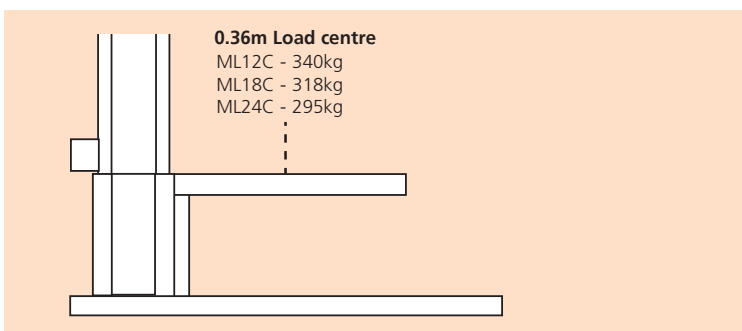 0.36m Load centre
ML12C - 340kg
ML18C - 318kg
ML24C - 295kg